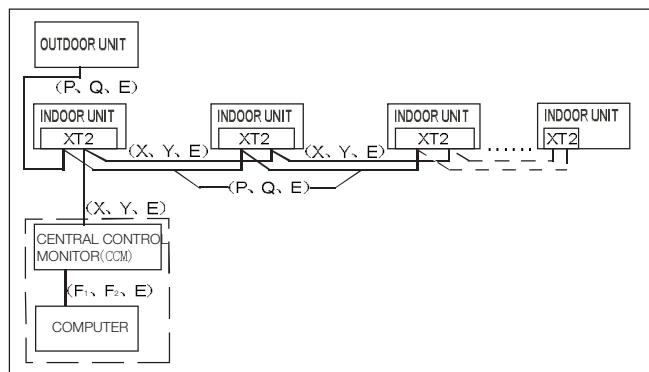 OUTDOOR UNIT
(P、Q、E)
INDOOR UNIT
INDOOR UNIT
INDOOR UNIT
INDOOR UNIT
XT2
XT2
XT2
XT2
(X、Y、E)
(X、Y、E)
(P、Q、E)
(X、Y、E)
CENTRAL CONTROL
MONITOR(CCM)
(F₁、F₂、E)
COMPUTER